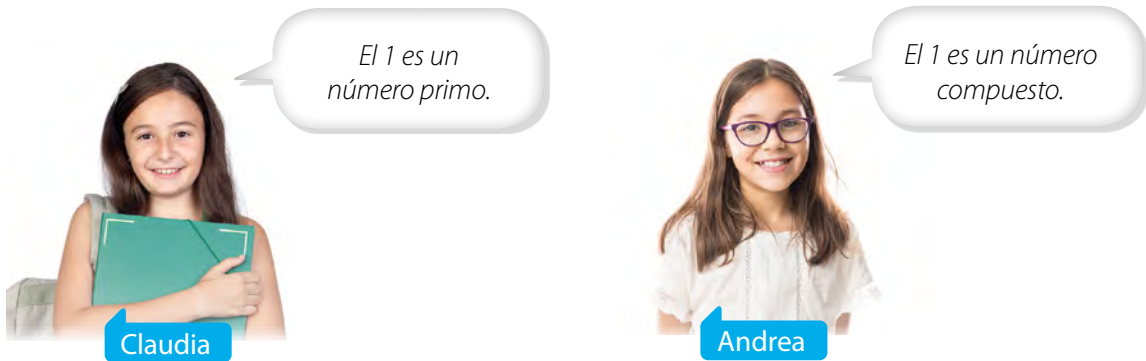 El 1 es un
número primo.
El 1 es un número
compuesto.
Claudia
Andrea